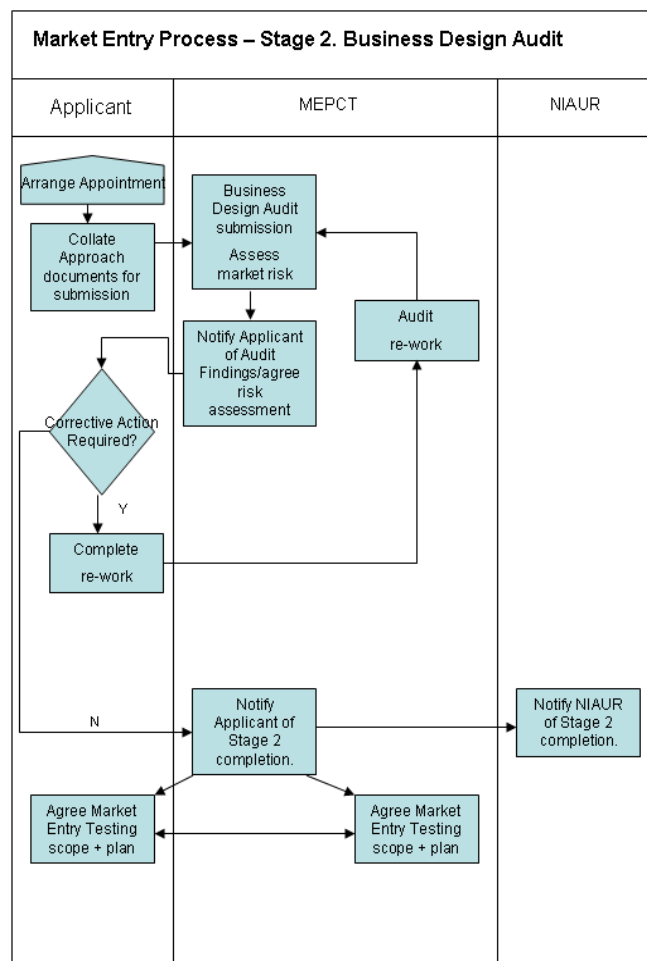 Market Entry Process – Stage 2. Business Design Audit
Applicant
MEPCT
NIAUR
Arrange Appointment
Collate
Approach
documents for
submission
Business
Design Audit
submission
Assess
market risk
Notify Applicant
of Audit
Findings/agree
risk
assessment
Audit
re-work
Corrective Action
Required?
Y
Complete
re-work
N
Notify
Applicant of
Stage 2
completion.
Notify NIAUR
of Stage 2
completion.
Agree Market
Entry Testing
scope + plan
Agree Market
Entry Testing
scope + plan